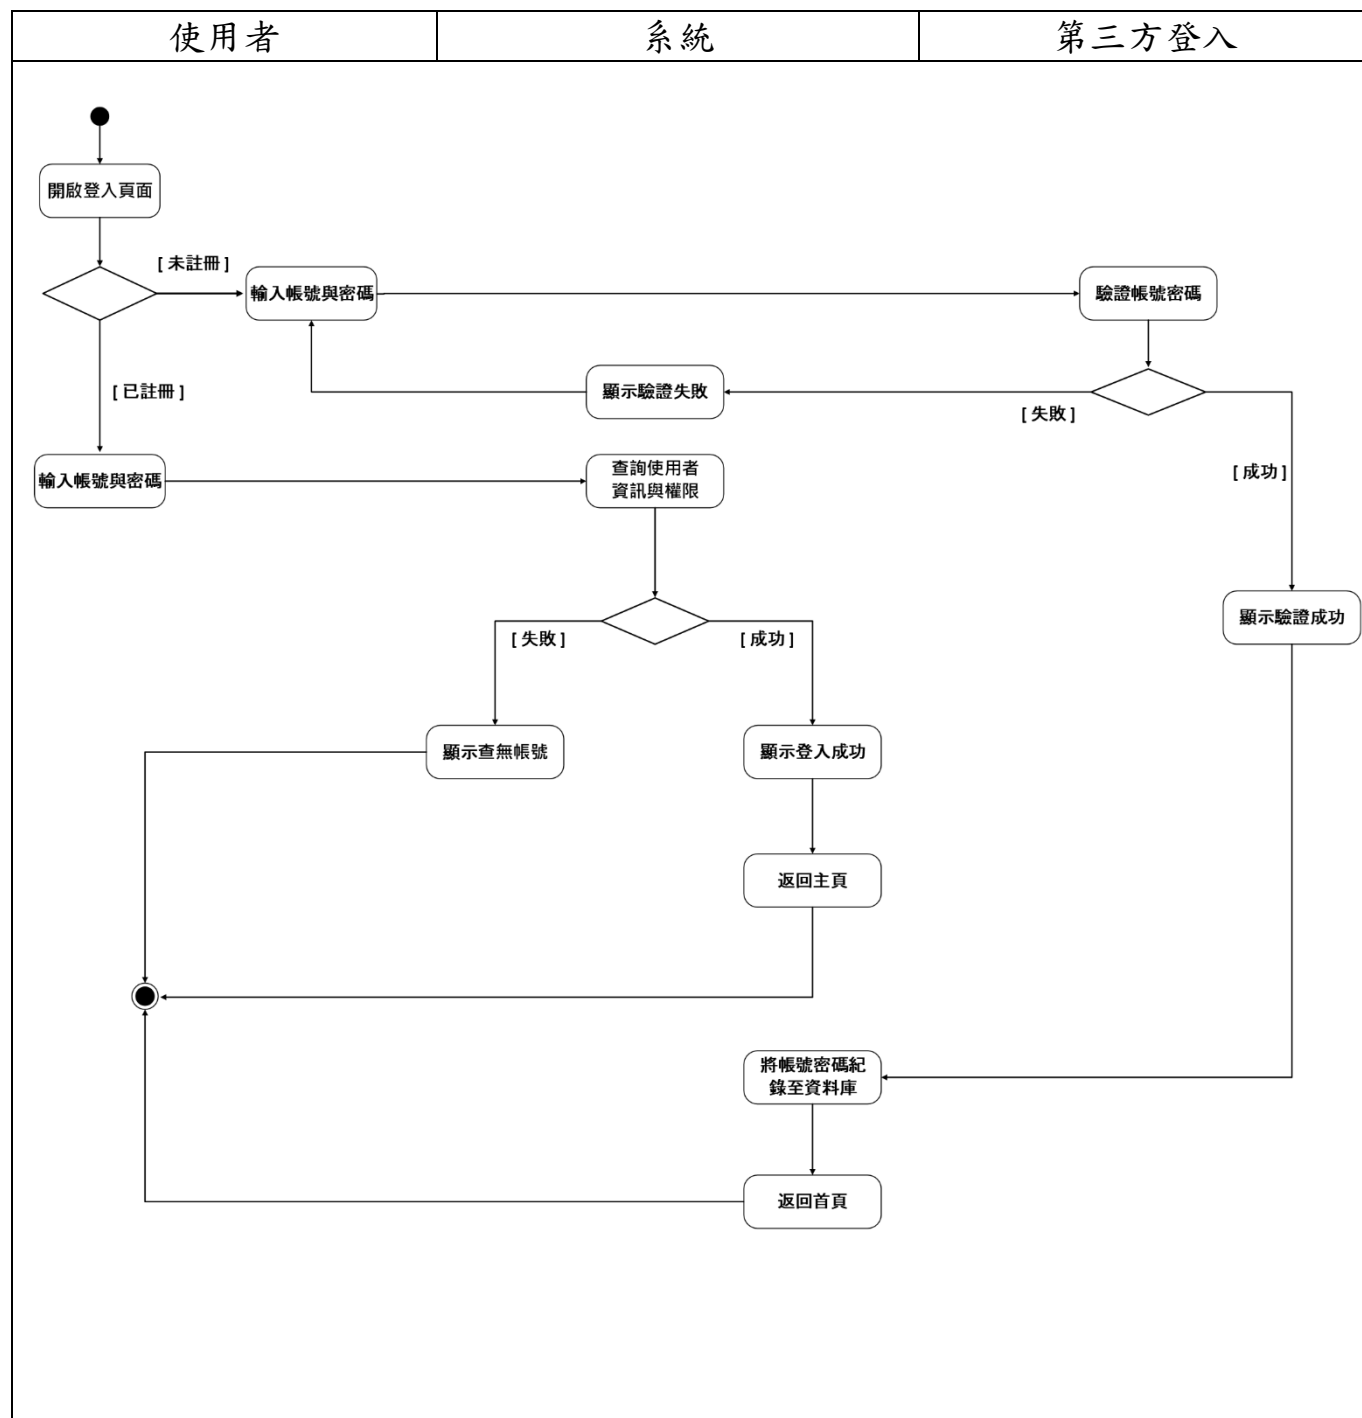 使用者
系統
第三方登入
開啟登入頁面
[ 未註冊 ]
輸入帳號與密碼
驗證帳號密碼
[ 已註冊 ]
顯示驗證失敗
[ 失敗 ]
輸入帳號與密碼
查詢使用者
資訊與權限
[ 成功 ]
[ 失敗 ]
[ 成功 ]
顯示驗證成功
顯示查無帳號
顯示登入成功
返回主頁
將帳號密碼紀
錄至資料庫
返回首頁